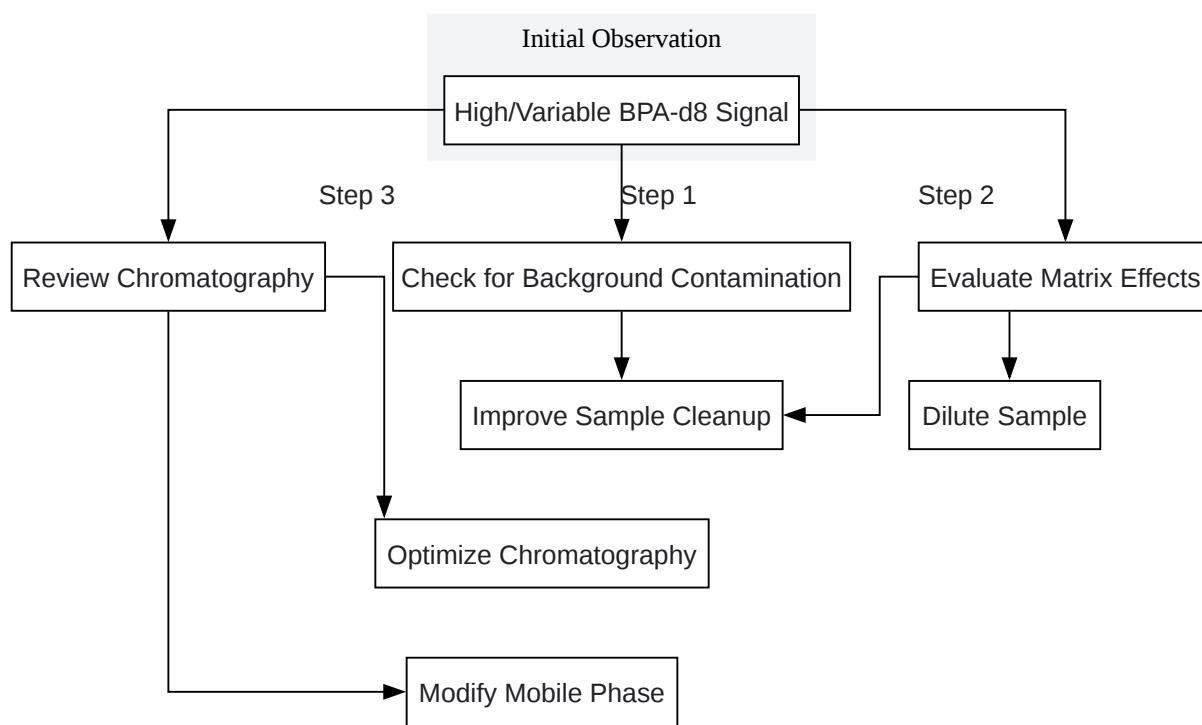 Initial Observation
High/Variable BPA-d8 Signal
Step 3
Step 1
Step 2
Review Chromatography
Check for Background Contamination
Evaluate Matrix Effects
Improve Sample Cleanup
Dilute Sample
Optimize Chromatography
Modify Mobile Phase